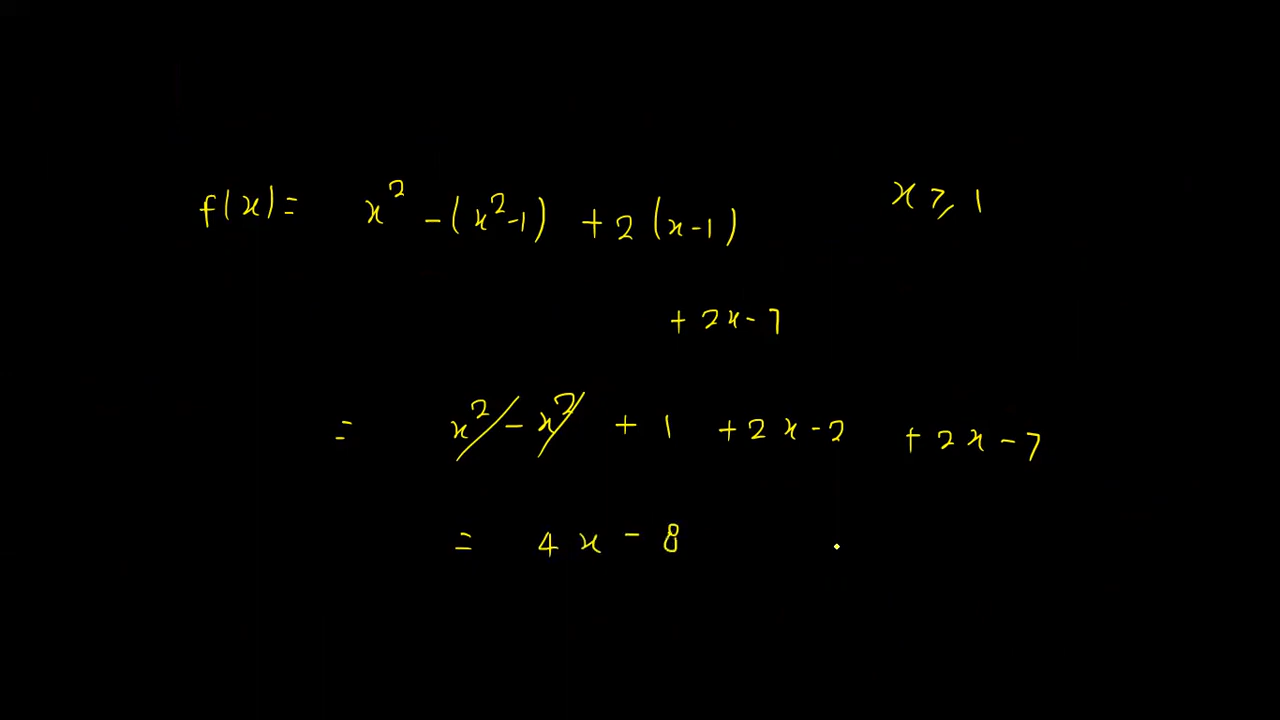 f(x) = x² - (x²-1) + 2(x-1) x ≥ 1
+ 2x - 7
= x² - x² + 1 + 2x - 2 + 2x - 7
= 4x - 8